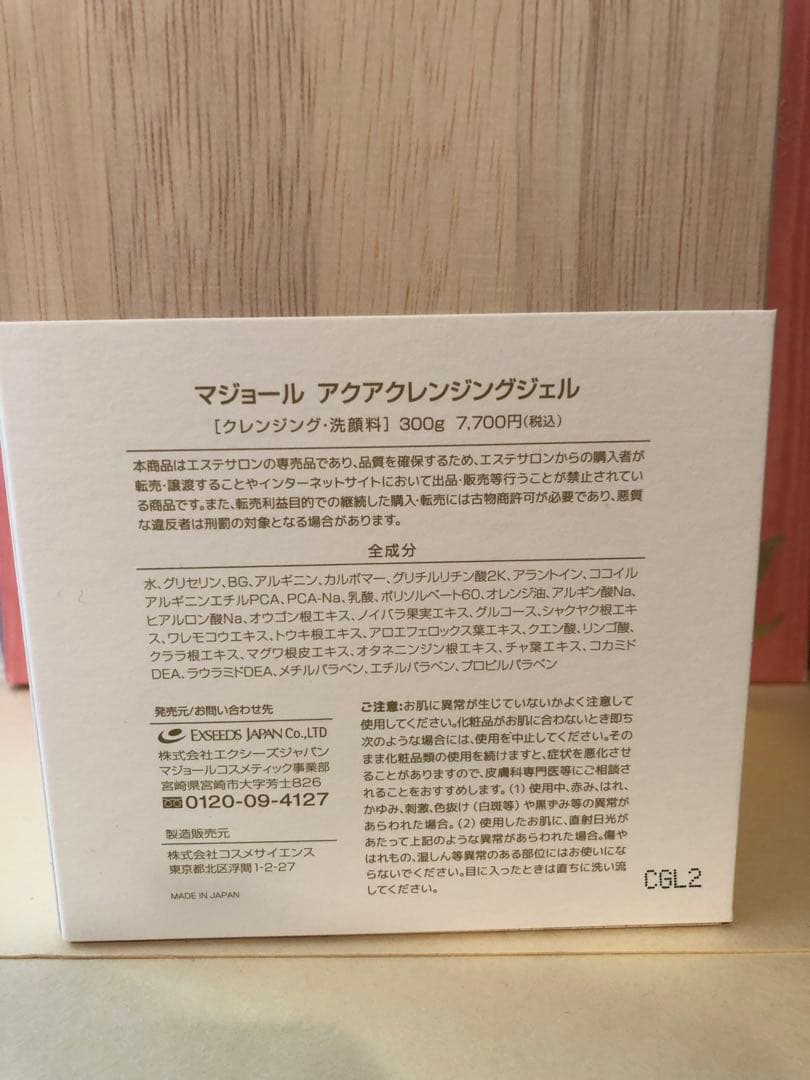 マジョール アクアクレンジングジェル
[クレンジング・洗顔料] 300g 7,700円(税込)
本商品はエステサロンの専売品であり、品質を確保するため、エステサロンからの購入者が
転売・譲渡することやインターネットサイトにおいて出品・販売等行うことが禁止されてい
る商品です。また、転売利益目的での継続した購入・転売には古物商許可が必要であり、悪質
な違反者は刑罰の対象となる場合があります。
全成分
水、グリセリン、BG、アルギニン、カルボマー、グリチルリチン酸2K、アラントイン、ココイル
アルギニンエチルPCA、PCA-Na、乳酸、ポリソルベート60、オレンジ油、アルギン酸Na、
ヒアルロン酸Na、オウゴン根エキス、ノイバラ果実エキス、グルコース、シャクヤク根エキ
ス、ワレモコウエキス、トウキ根エキス、アロエフェロックス葉エキス、クエン酸、リンゴ酸、
クララ根エキス、マグワ根皮エキス、オタネニンジン根エキス、チャ葉エキス、コカミド
DEA、ラウラミドDEA、メチルパラベン、エチルパラベン、プロピルパラベン
発売元/お問い合わせ先
EXSEEDS JAPAN CO.,LTD
株式会社エクシーズジャパン
マジョールコスメティック事業部
宮崎県宮崎市大字芳士826
0120-09-4127
製造販売元
株式会社コスメサイエンス
東京都北区浮間1-2-27
MADE IN JAPAN
ご注意:お肌に異常が生じていないかよく注意して
使用してください。化粧品がお肌に合わないとき即ち
次のような場合には、使用を中止してください。その
まま化粧品類の使用を続けますと、症状を悪化させ
ることがありますので、皮膚科専門医等にご相談さ
れることをおすすめします。(1) 使用中、赤み、はれ、
かゆみ、刺激、色抜け (白斑等) や黒ずみ等の異常が
あらわれた場合。(2) 使用したお肌に、直射日光が
あたって上記のような異常があらわれた場合。傷や
はれもの、湿しん等異常のある部位にはお使いにな
らないでください。目に入ったときは直ちに洗い流
してください。
CGL2